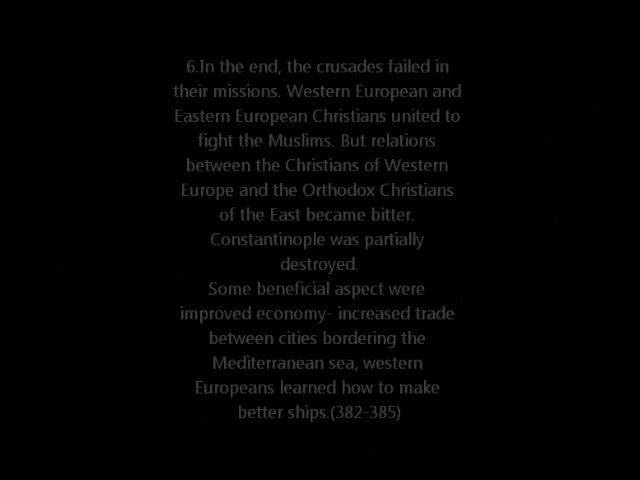 6.In the end, the crusades failed in
their missions. Western European and
Eastern European Christians united to
fight the Muslims. But relations
between the Christians of Western
Europe and the Orthodox Christians
of the East became bitter.
Constantinople was partially
destroyed.
Some beneficial aspect were
improved economy- increased trade
between cities bordering the
Mediterranean sea, western
Europeans learned how to make
better ships.(382-385)